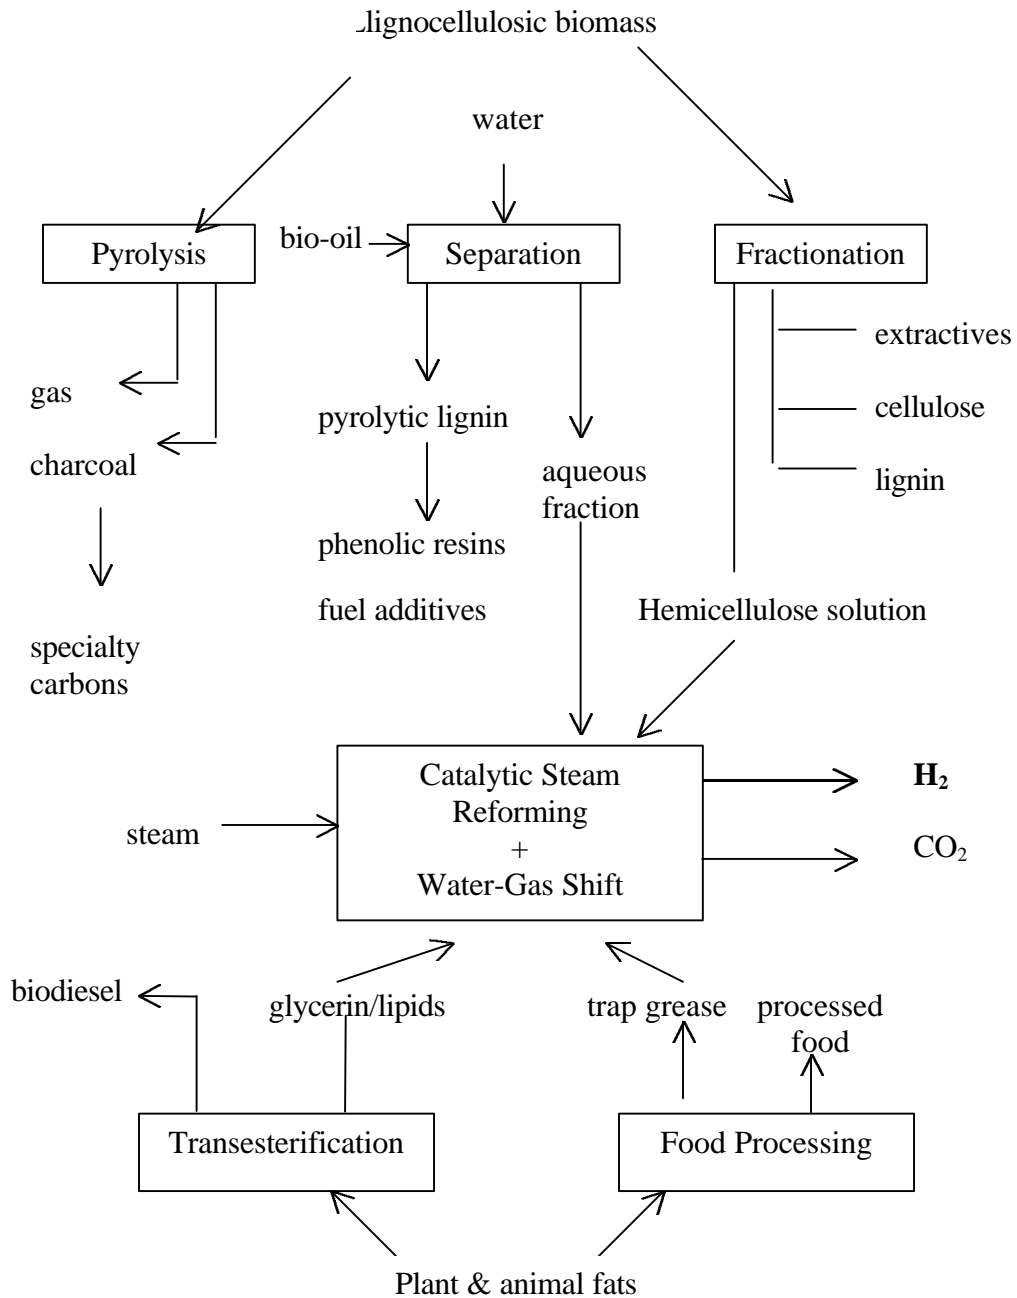 lignocellulosic biomass
water
Pyrolysis
bio-oil
Separation
Fractionation
extractives
gas
cellulose
pyrolytic lignin
charcoal
aqueous
fraction
lignin
phenolic resins
fuel additives
Hemicellulose solution
specialty
carbons
Catalytic Steam
Reforming
+
Water-Gas Shift
H₂
steam
CO₂
biodiesel
glycerin/lipids
trap grease
processed
food
Transesterification
Food Processing
Plant & animal fats